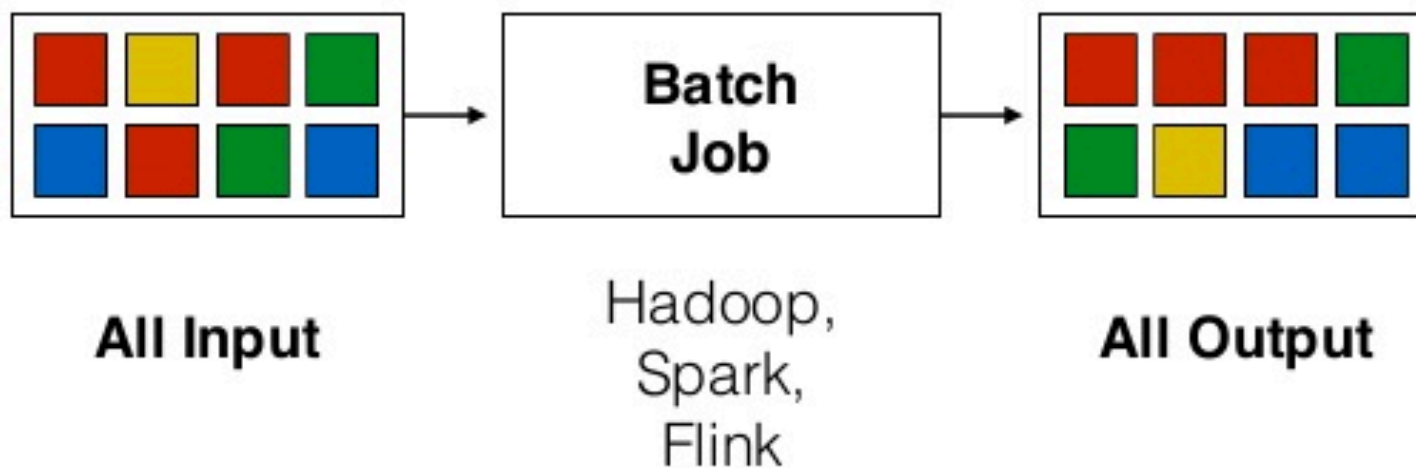 Batch
Job
All Input
Hadoop,
Spark,
Flink
All Output